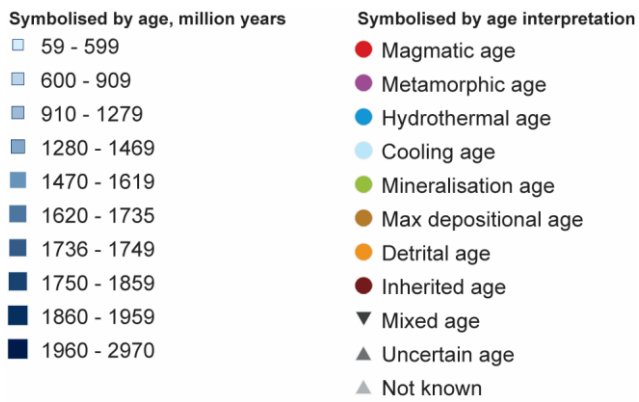 Symbolised by age, million years
59 - 599
600 - 909
910 - 1279
1280 - 1469
1470 - 1619
1620 - 1735
1736 - 1749
1750 - 1859
1860 - 1959
1960 - 2970
Symbolised by age interpretation
Magmatic age
Metamorphic age
Hydrothermal age
Cooling age
Mineralisation age
Max depositional age
Detrital age
Inherited age
Mixed age
Uncertain age
Not known